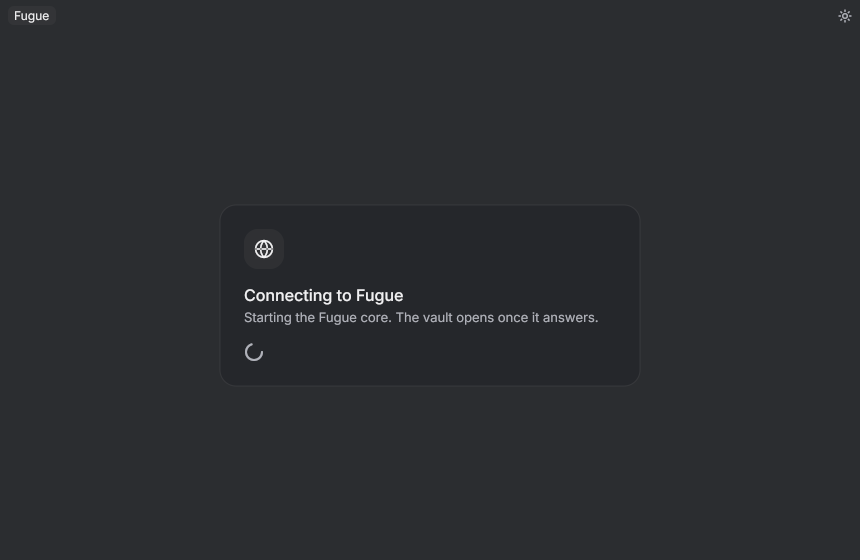 Fugue
Connecting to Fugue
Starting the Fugue core. The vault opens once it answers.